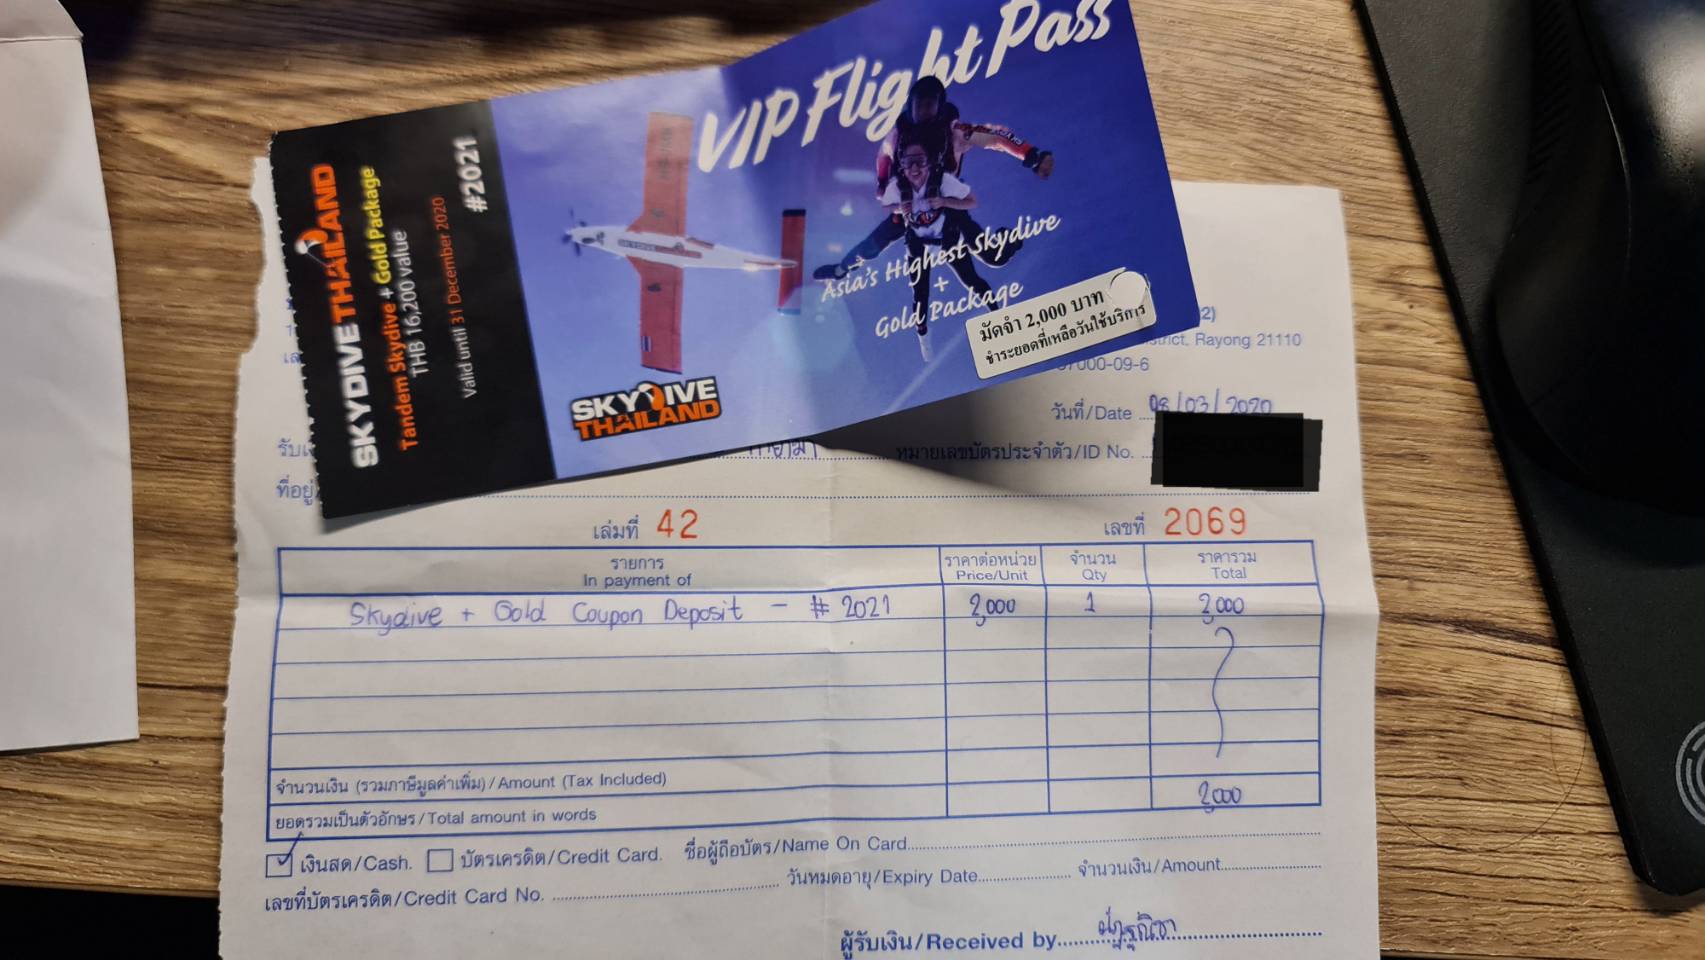 VIP Flight Pass
Asia's Highest Skydive
+
Gold Package
มัดจำ 2,000 บาท
ชำระยอดที่เหลือวันใช้บริการ
SKYDIVE
THAILAND
SKYDIVE THAILAND
Tandem Skydive + Gold Package
THB 16,200 value
Valid until 31 December 2020
#2021
Rayong 21110
000-09-6
วันที่/Date 08/03/2020
หมายเลขบัตรประจำตัว/ID No.
ที่อยู่
เล่มที่ 42 เลขที่ 2069
รายการ ราคาต่อหน่วย จำนวน ราคารวม
In payment of Price/Unit Qty Total
Skydive + Gold Coupon Deposit - # 2021 2,000 1 2,000
จำนวนเงิน (รวมภาษีมูลค่าเพิ่ม)/Amount (Tax Included) 2,000
ยอดรวมเป็นตัวอักษร/Total amount in words
เงินสด/Cash. บัตรเครดิต/Credit Card. ชื่อผู้ถือบัตร/Name On Card
เลขที่บัตรเครดิต/Credit Card No. วันหมดอายุ/Expiry Date จำนวนเงิน/Amount
ผู้รับเงิน/Received by